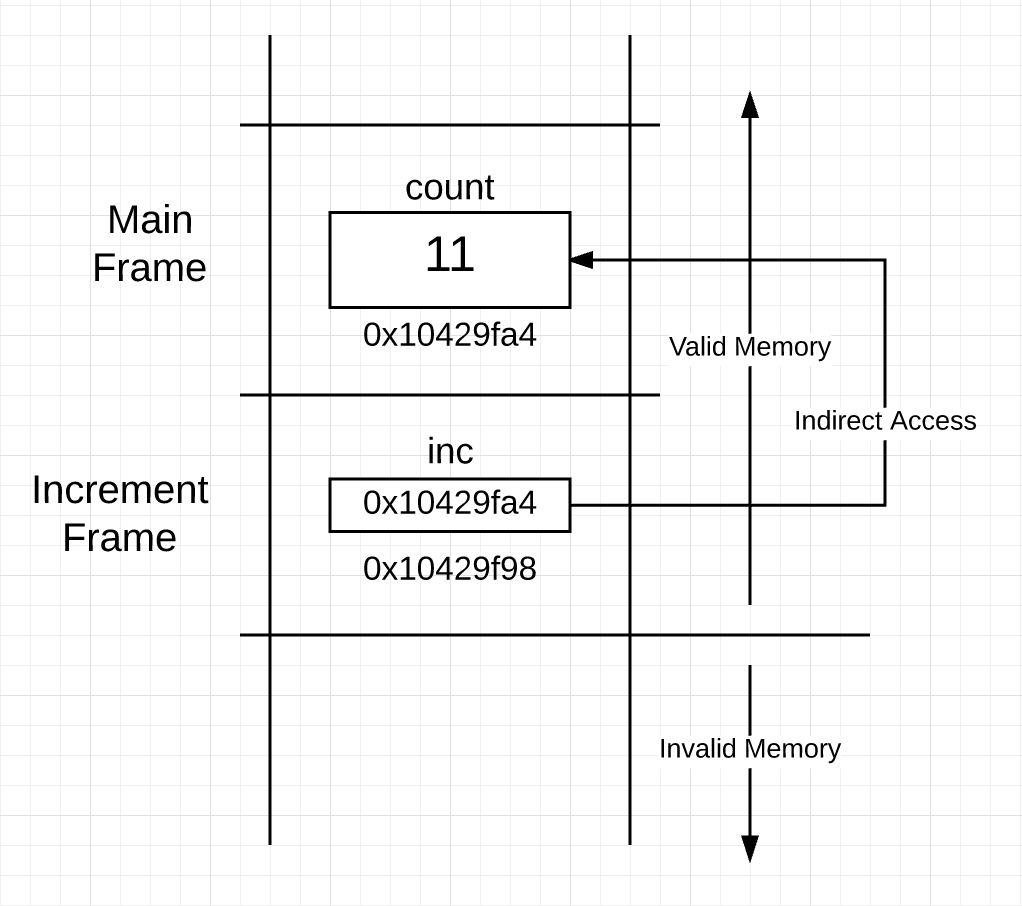 count
Main
Frame
11
0x10429fa4
Valid Memory
Indirect Access
inc
Increment
Frame
0x10429fa4
0x10429f98
Invalid Memory